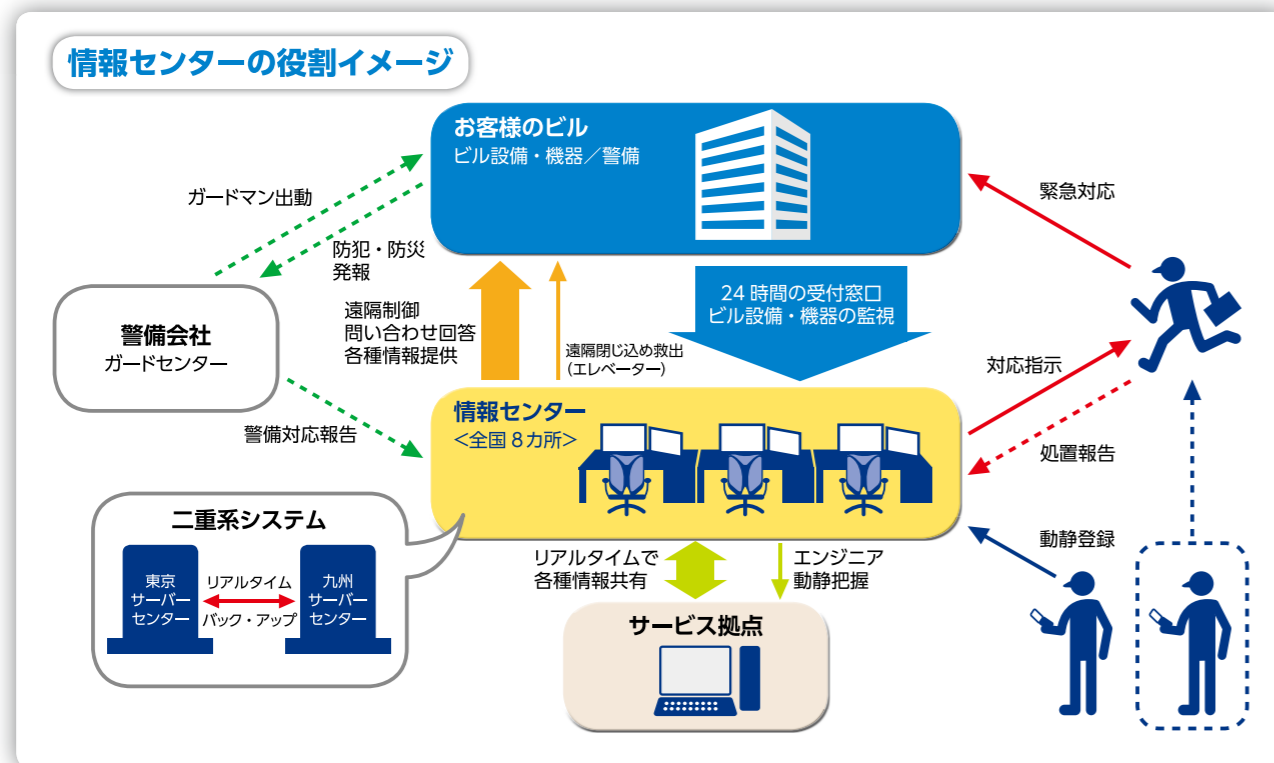 情報センターの役割イメージ
お客様のビル
ビル設備・機器／警備
ガードマン出動
緊急対応
防犯・防災
発報
24 時間の受付窓口
ビル設備・機器の監視
遠隔制御
問い合わせ回答
各種情報提供
警備会社
ガードセンター
遠隔閉じ込め救出
（エレベーター）
対応指示
情報センター
＜全国 8 カ所＞
警備対応報告
処置報告
二重系システム
東京
サーバー
センター
リアルタイム
バック・アップ
九州
サーバー
センター
リアルタイムで
各種情報共有
エンジニア
動静把握
動静登録
サービス拠点